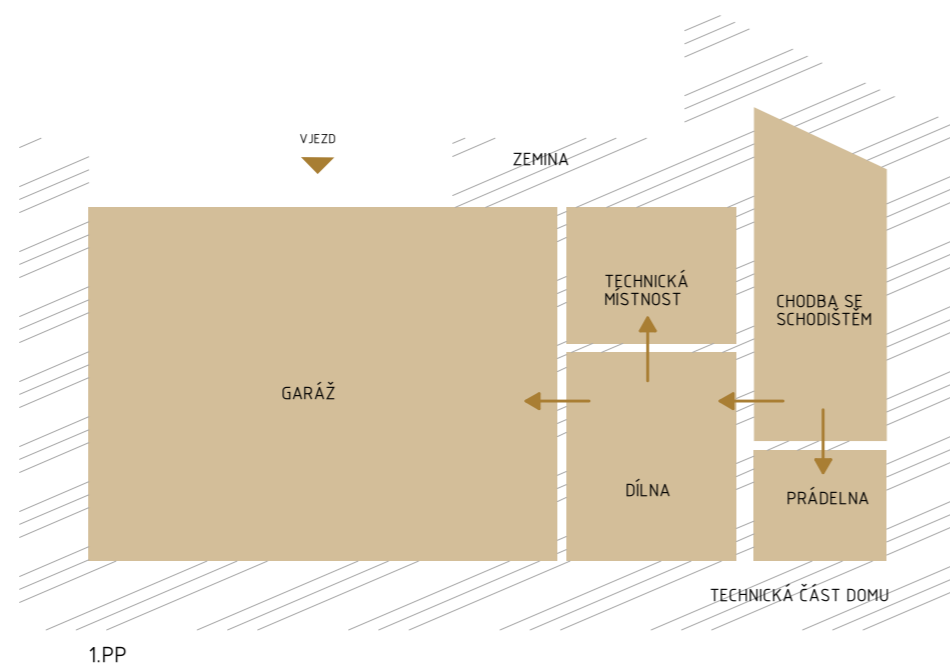 VJEZD
ZEMINA
TECHNICKÁ
MÍSTNOST
CHODBA SE
SCHODIŠTĚM
GARÁŽ
DÍLNA
PRÁDELNA
TECHNICKÁ ČÁST DOMU
1.PP